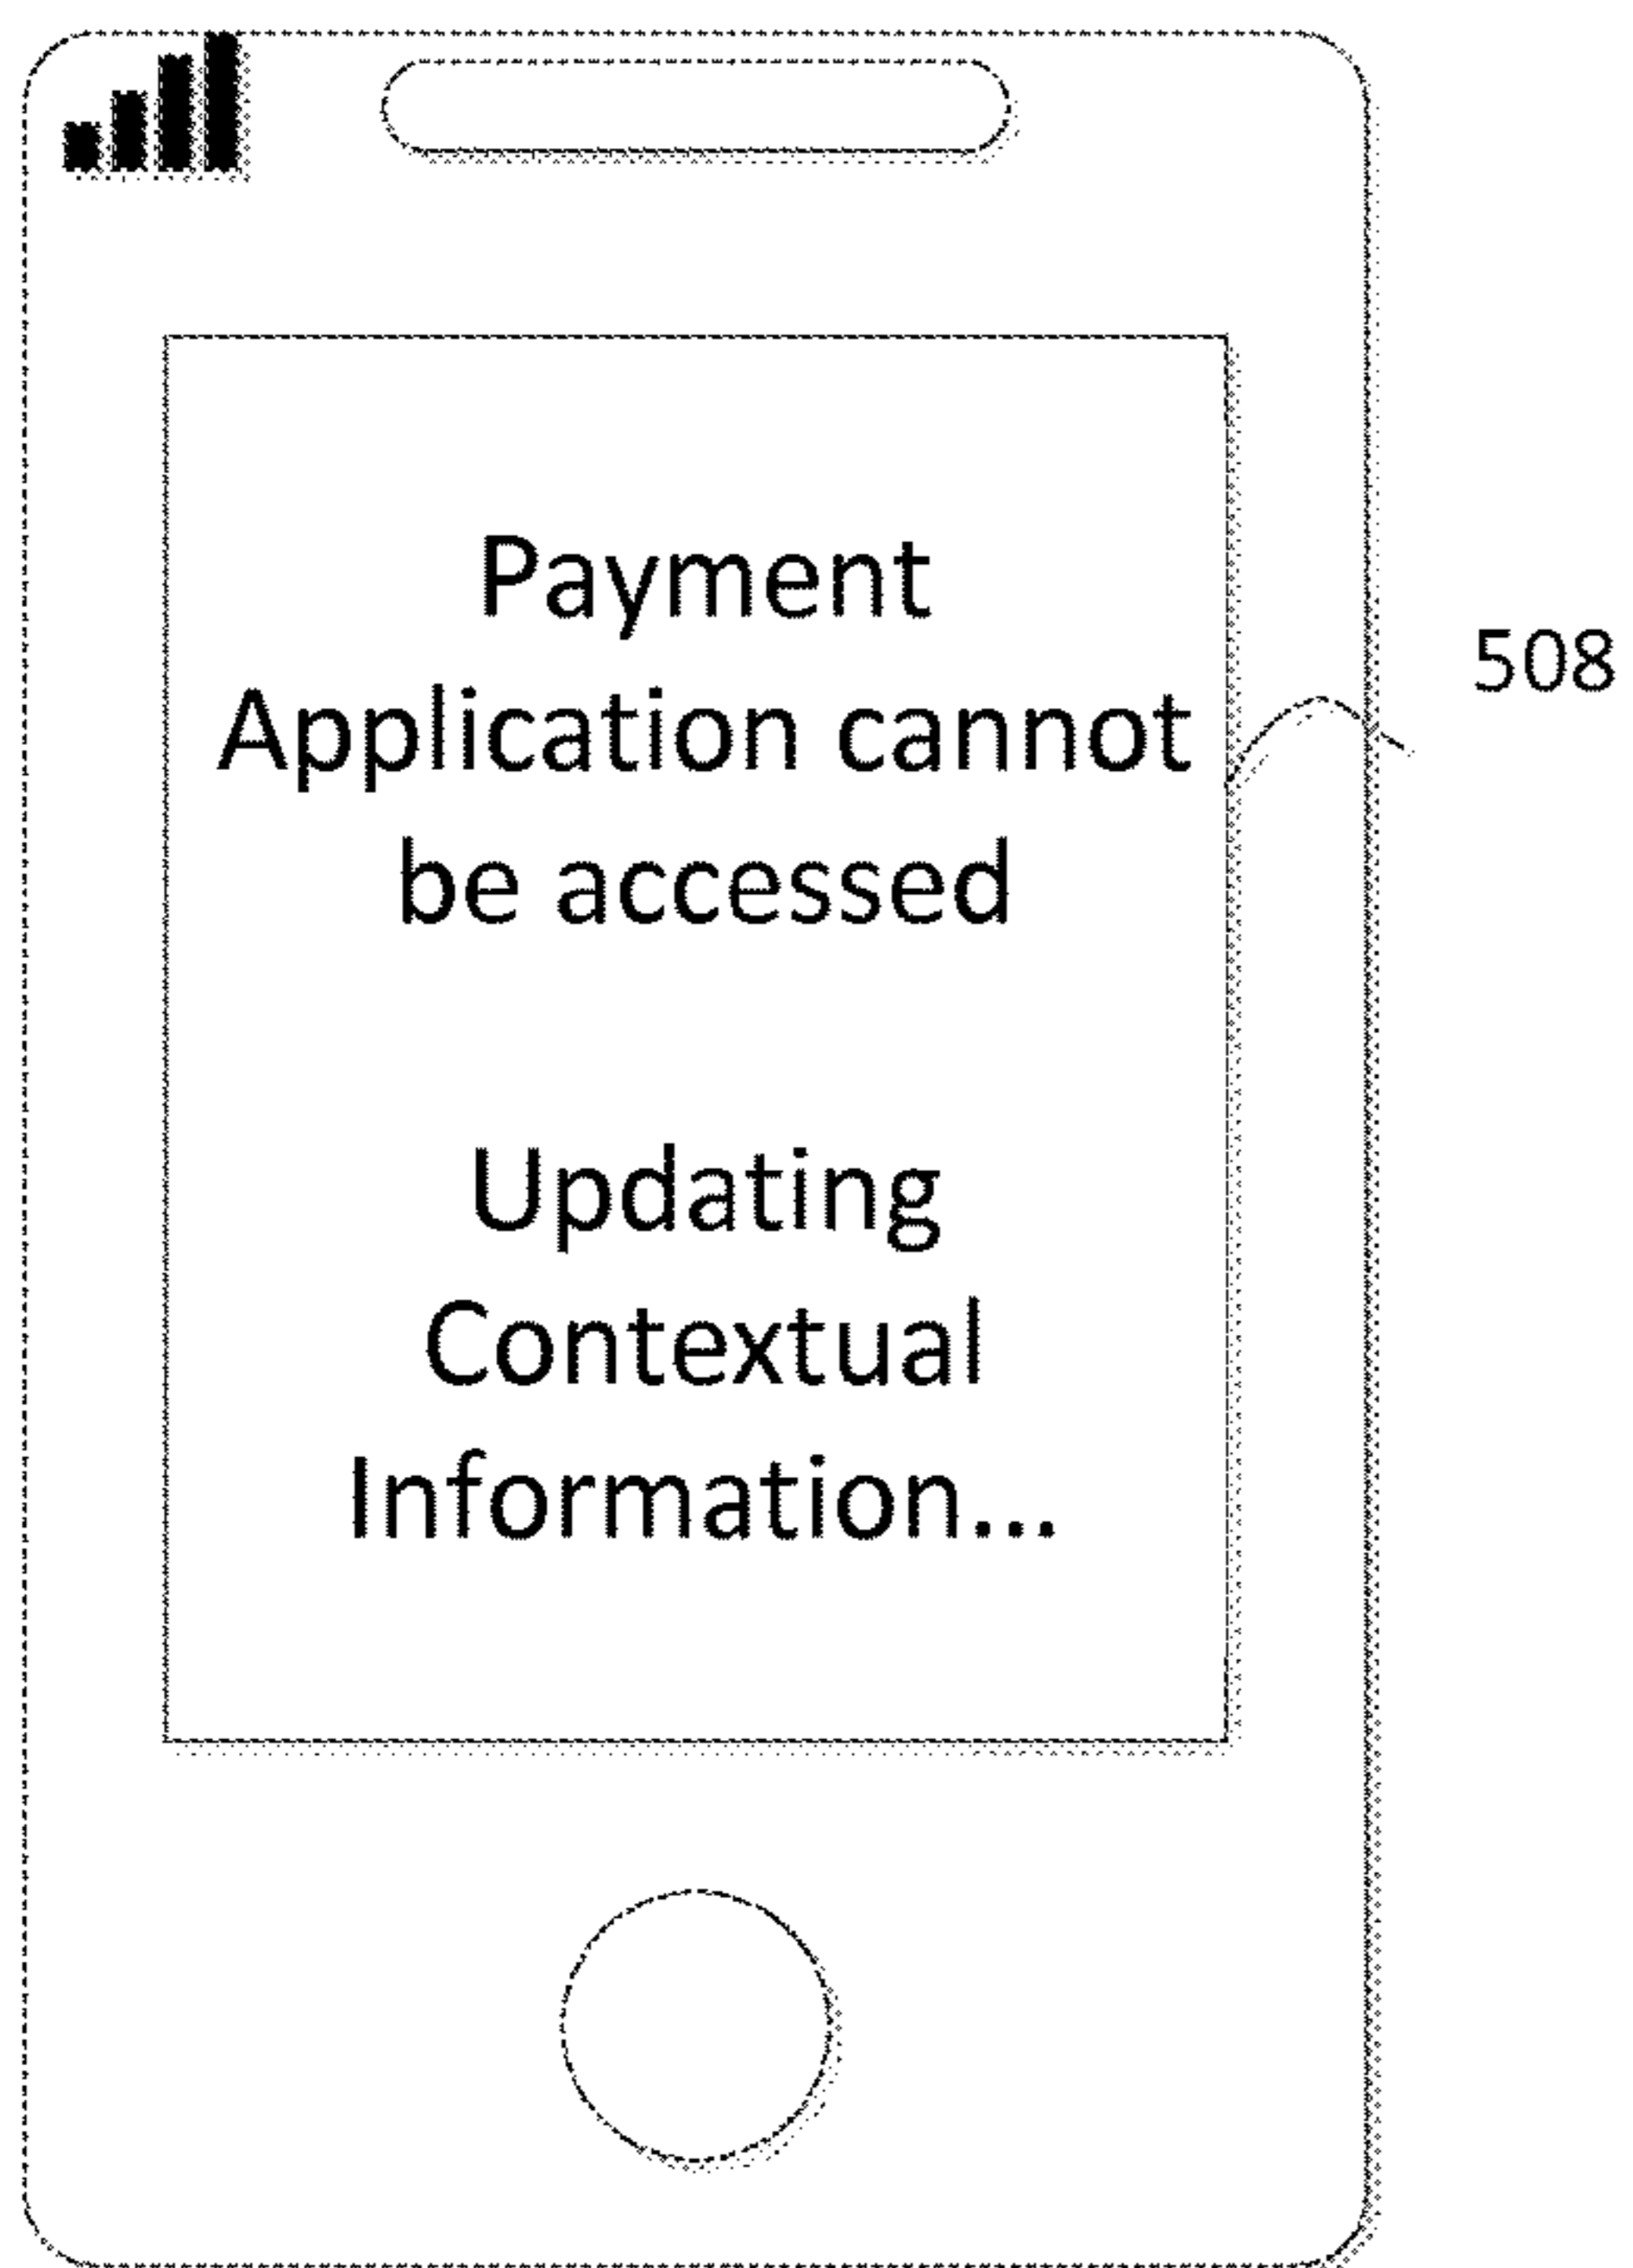 Payment
Application cannot
be accessed
508
Updating
Contextual
Information...